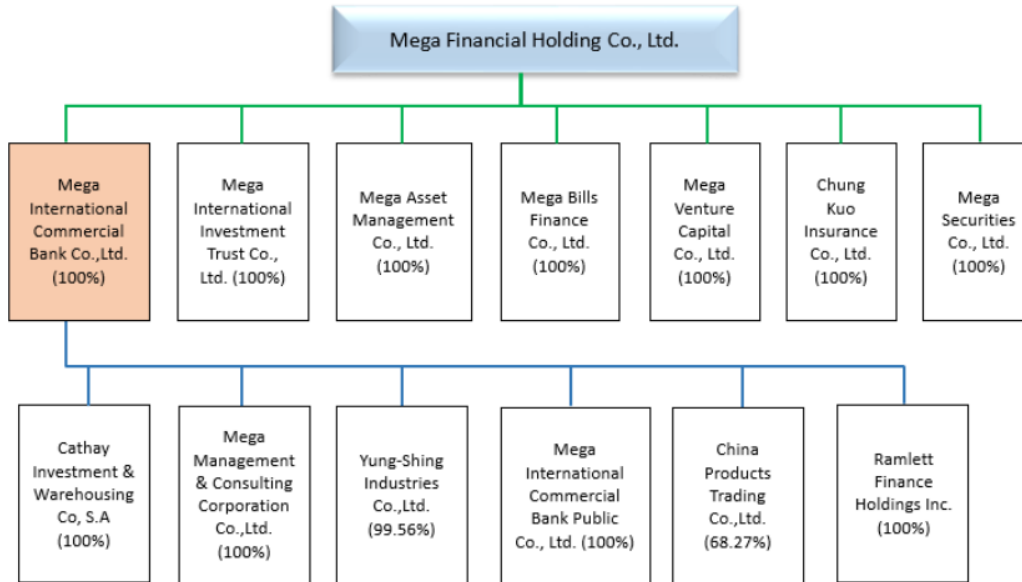 Mega Financial Holding Co., Ltd.
Mega
International
Commercial
Bank Co.,Ltd.
(100%)
Mega
International
Investment
Trust Co.,
Ltd. (100%)
Mega Asset
Management
Co., Ltd.
(100%)
Mega Bills
Finance
Co., Ltd.
(100%)
Mega
Venture
Capital
Co., Ltd.
(100%)
Chung
Kuo
Insurance
Co., Ltd.
(100%)
Mega
Securities
Co., Ltd.
(100%)
Cathay
Investment &
Warehousing
Co, S.A
(100%)
Mega
Management
& Consulting
Corporation
Co.,Ltd.
(100%)
Yung-Shing
Industries
Co.,Ltd.
(99.56%)
Mega
International
Commercial
Bank Public
Co., Ltd. (100%)
China
Products
Trading
Co.,Ltd.
(68.27%)
Ramlett
Finance
Holdings Inc.
(100%)